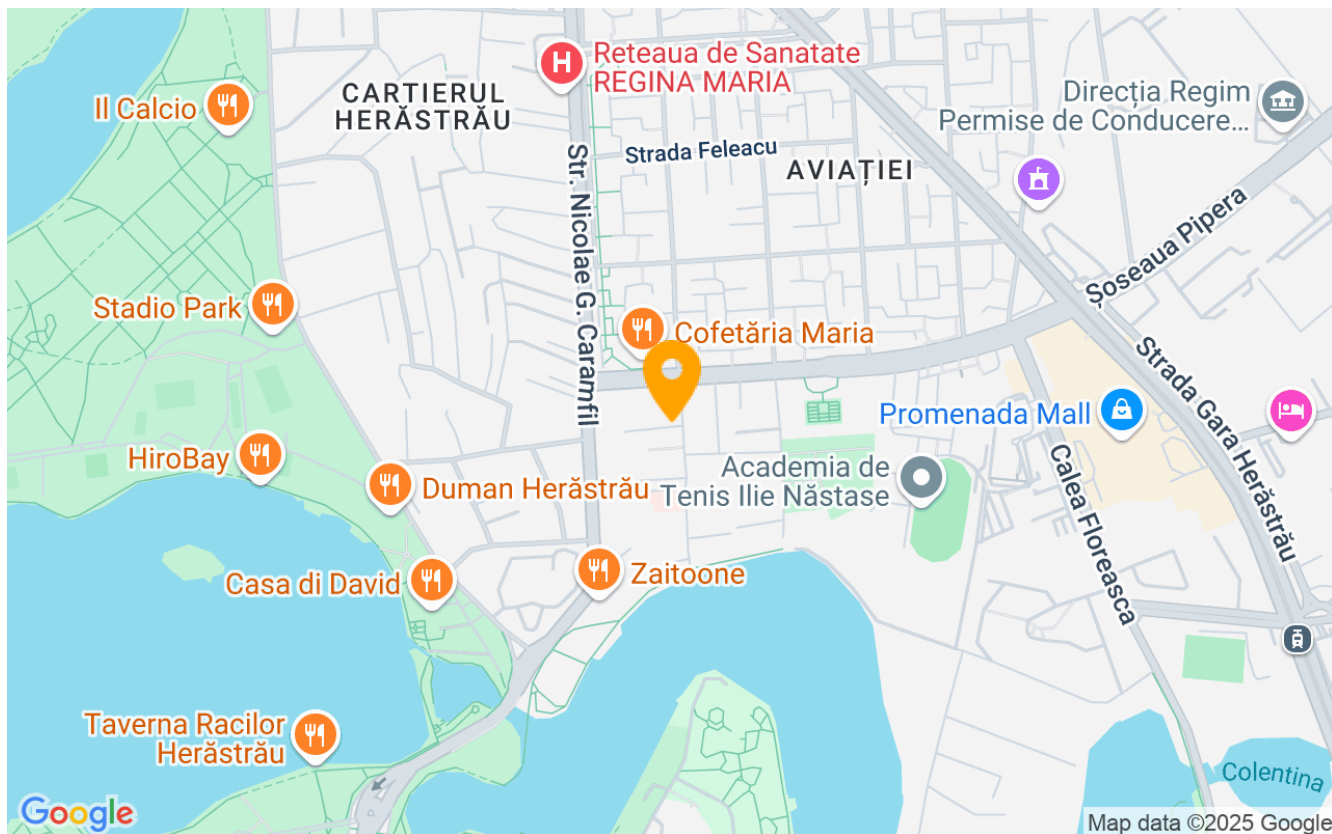 Reteaua de Sanatate
REGINA MARIA
CARTIERUL
HERĂSTRĂU
Il Calcio
Direcția Regim
Permise de Conducere...
Strada Feleacu
AVIAȚIEI
Str. Nicolae G. Caramfil
Șoseaua Pipera
Stadio Park
Cofetăria Maria
Strada Gara Herăstrău
Promenada Mall
HiroBay
Duman Herăstrău
Academia de
Tenis Ilie Năstase
Calea Floreasca
Casa di David
Zaitoone
Taverna Racilor
Herăstrău
Colentina
Google
Map data ©2025 Google